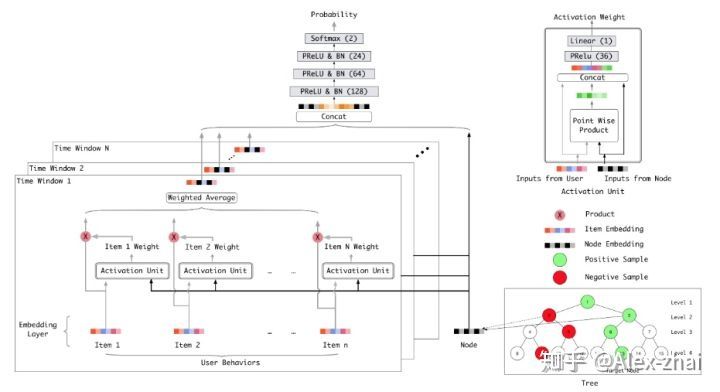 Probability
Softmax (2)
PReLU & BN (24)
PReLU & BN (64)
PReLU & BN (128)
Concat
Time Window N
Time Window 2
Time Window 1
Weighted Average
X
X
X
Item 1 Weight
Item 2 Weight
Item N Weight
Activation Unit
Activation Unit
Activation Unit
Embedding
Layer
Item 1
Item 2
Item n
User Behaviors
Node
Activation Weight
Linear (1)
PRelu (36)
Concat
Point Wise
Product
Inputs from User
Inputs from Node
Activation Unit
X
Product
Item Embedding
Node Embedding
Positive Sample
Negative Sample
1
Level 1
Level 2
Level 3
Level 4
Target Node
Tree
知乎 @Alex-zhai